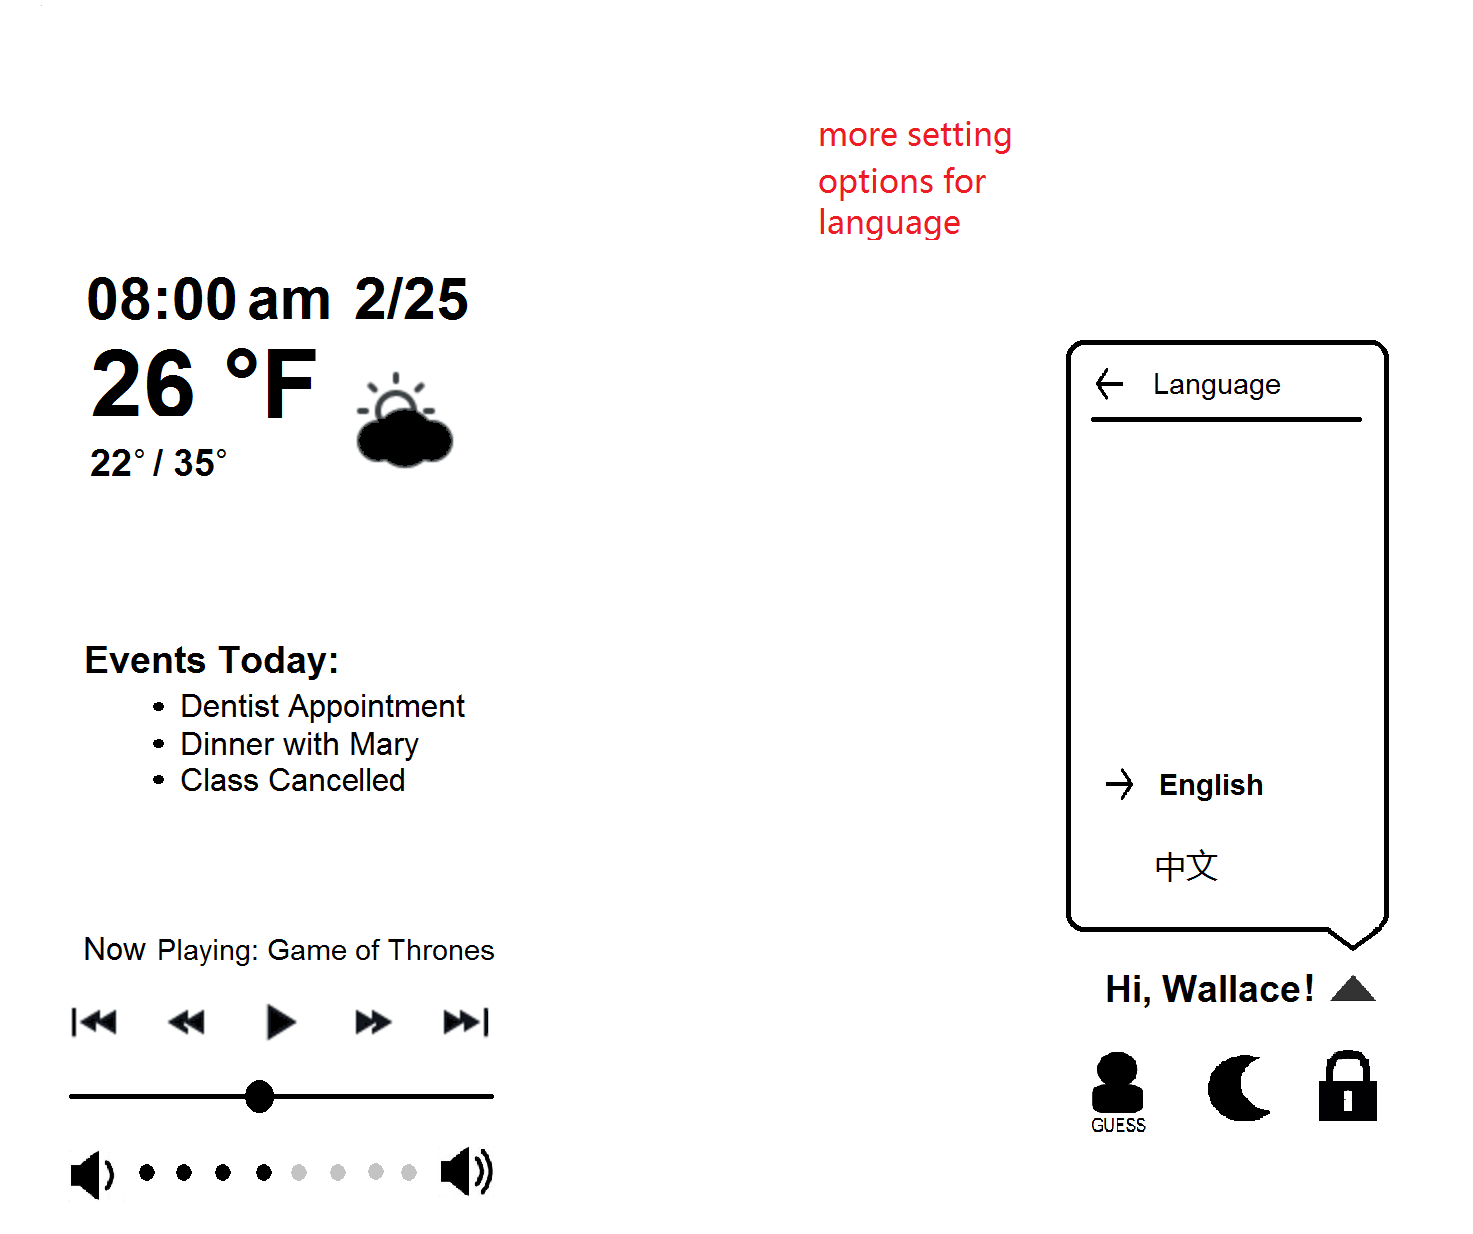 more setting
options for
language
08:00 am 2/25
26 °F
22° / 35°
Events Today:
• Dentist Appointment
• Dinner with Mary
• Class Cancelled
Now Playing: Game of Thrones
Language
English
中文
Hi, Wallace!
GUESS